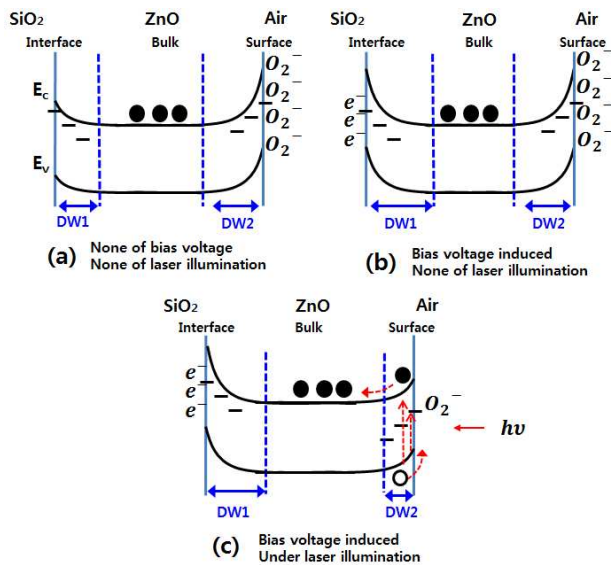 SiO₂ ZnO Air
Interface Bulk Surface
E_C
O₂⁻
O₂⁻
O₂⁻
O₂⁻
E_V
DW1 DW2
(a) None of bias voltage
None of laser illumination
SiO₂ ZnO Air
Interface Bulk Surface
O₂⁻
O₂⁻
e⁻
O₂⁻
e⁻
e⁻
O₂⁻
DW1 DW2
(b) Bias voltage induced
None of laser illumination
SiO₂ ZnO Air
Interface Bulk Surface
e⁻
e⁻
e⁻
O₂⁻
hν
DW1 DW2
(c) Bias voltage induced
Under laser illumination